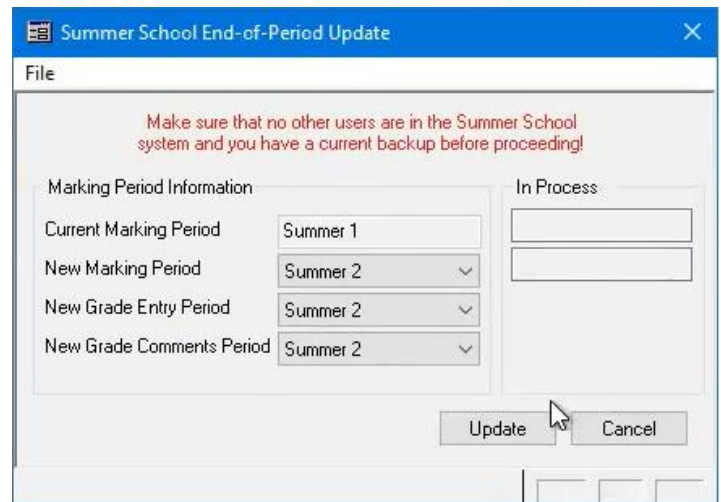 Summer School End-of-Period Update
File
Make sure that no other users are in the Summer School
system and you have a current backup before proceeding!
Marking Period Information
In Process
Current Marking Period Summer 1
New Marking Period Summer 2
New Grade Entry Period Summer 2
New Grade Comments Period Summer 2
Update Cancel